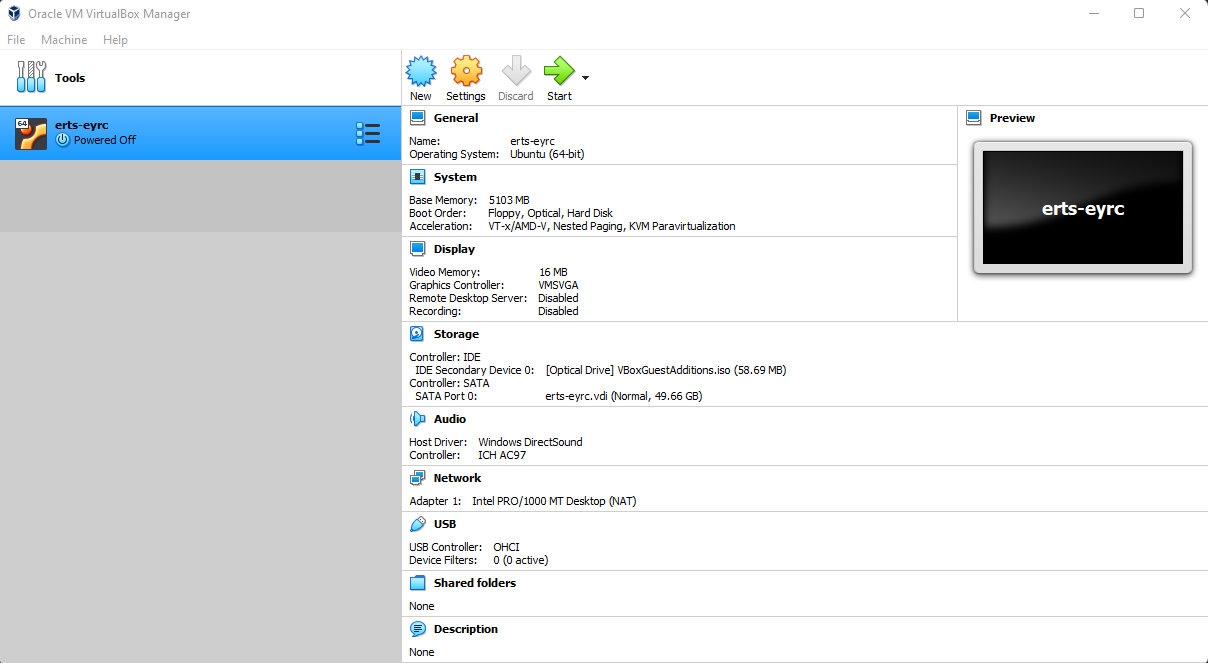 Oracle VM VirtualBox Manager
File Machine Help
Tools
64
erts-eyrc
Powered Off
New Settings Discard Start
General
Name: erts-eyrc
Operating System: Ubuntu (64-bit)
System
Base Memory: 5103 MB
Boot Order: Floppy, Optical, Hard Disk
Acceleration: VT-x/AMD-V, Nested Paging, KVM Paravirtualization
Display
Video Memory: 16 MB
Graphics Controller: VMSVGA
Remote Desktop Server: Disabled
Recording: Disabled
Preview
erts-eyrc
Storage
Controller: IDE
IDE Secondary Device 0: [Optical Drive] VBoxGuestAdditions.iso (58.69 MB)
Controller: SATA
SATA Port 0: erts-eyrc.vdi (Normal, 49.66 GB)
Audio
Host Driver: Windows DirectSound
Controller: ICH AC97
Network
Adapter 1: Intel PRO/1000 MT Desktop (NAT)
USB
USB Controller: OHCI
Device Filters: 0 (0 active)
Shared folders
None
Description
None